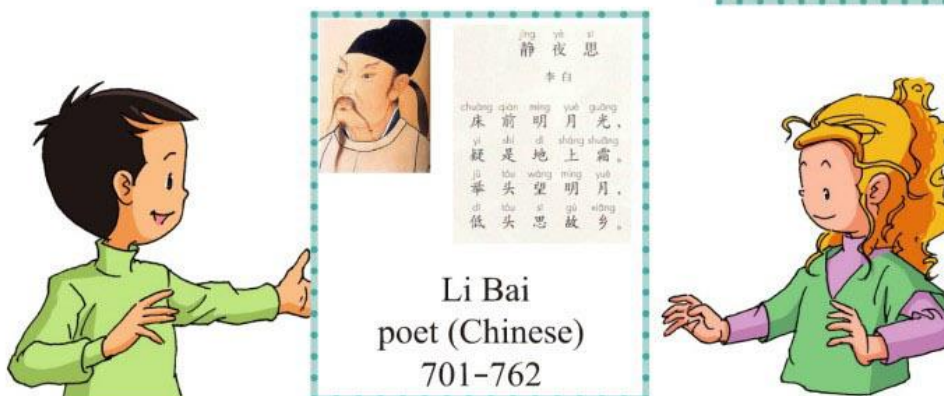 jìng yè sī
静 夜 思
李 白
chuáng qián míng yuè guāng
床 前 明 月 光，
yí shì dì shàng shuāng
疑 是 地 上 霜。
jǔ tóu wàng míng yuè
举 头 望 明 月，
dī tóu sī gù xiāng
低 头 思 故 乡。
Li Bai
poet (Chinese)
701-762